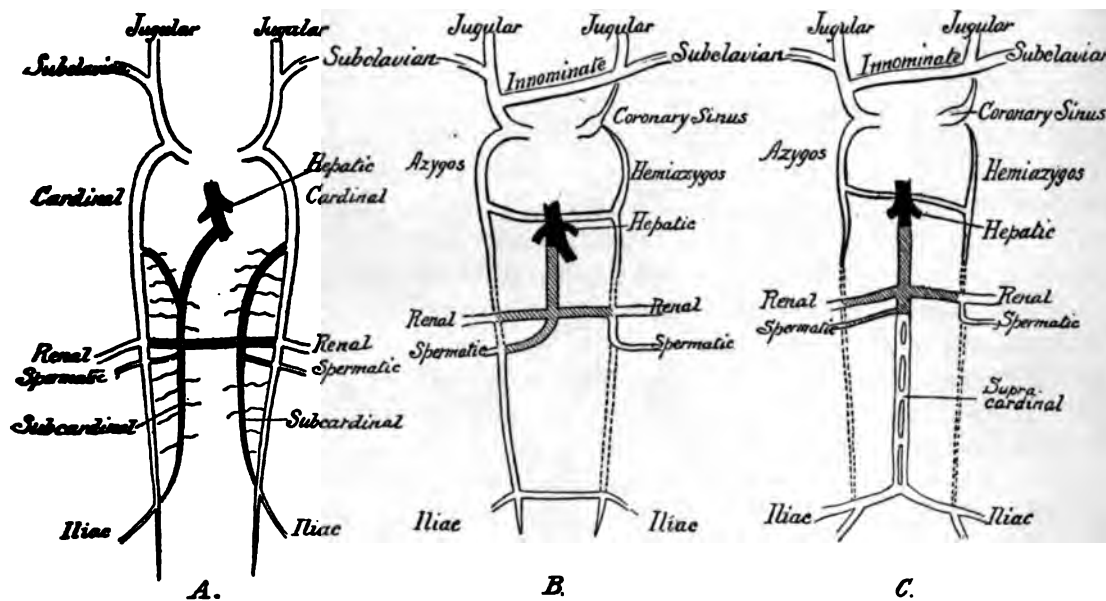 Jugular Jugular
Subclavian
Subclavian
Hepatic
Cardinal
Cardinal
Renal
Renal
Spermatic
Spermatic
Subcardinal
Subcardinal
Iliac
Iliac
A.
Jugular
Jugular
Innominate
Subclavian
Coronary Sinus
Azygos
Hemiazygos
Hepatic
Renal
Renal
Spermatic
Spermatic
Iliac
Iliac
B.
Jugular
Jugular
Innominate
Subclavian
Coronary Sinus
Azygos
Hemiazygos
Hepatic
Renal
Renal
Spermatic
Spermatic
Supra-
cardinal
Iliac
Iliac
C.